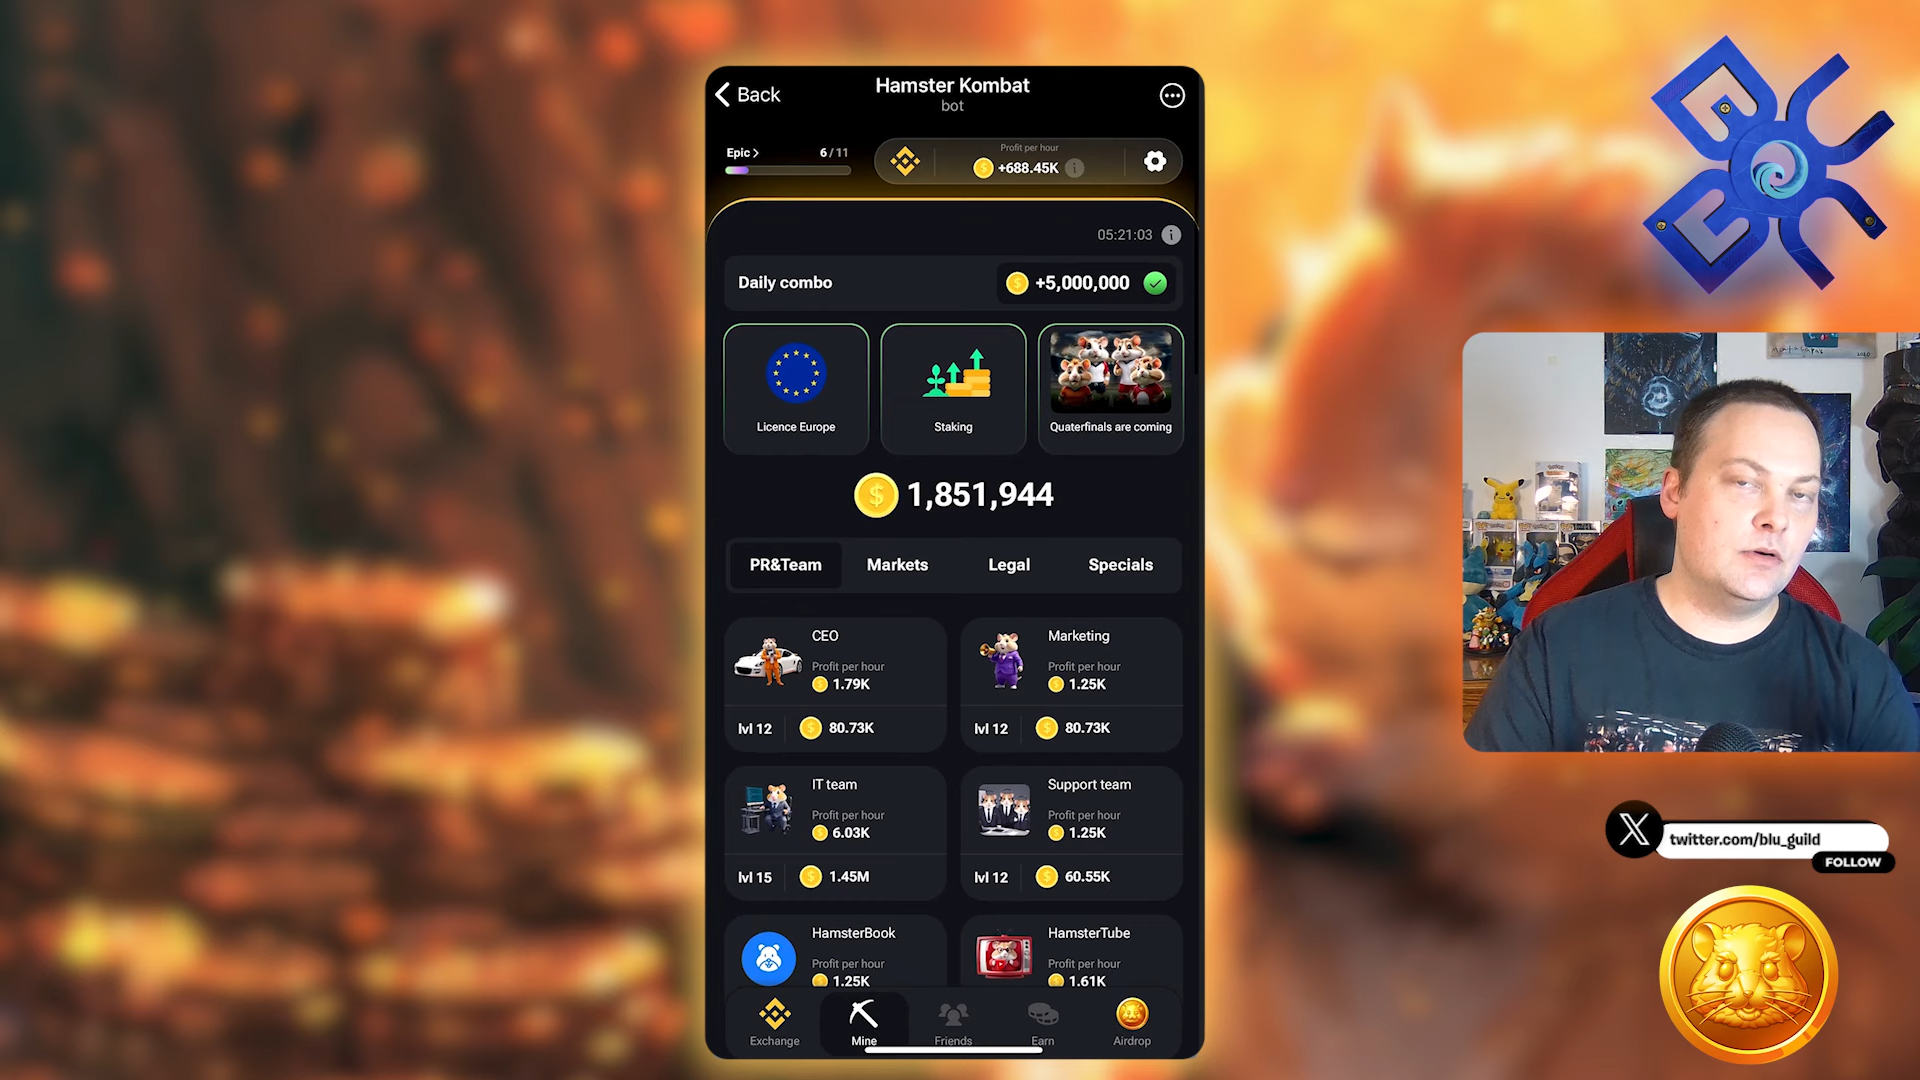 Back
Hamster Kombat
bot
Epic >
6 / 11
Profit per hour
+688.45K
05:21:03
Daily combo
+5,000,000
Licence Europe
Staking
Quaterfinals are coming
1,851,944
PR&Team
Markets
Legal
Specials
CEO
Profit per hour
1.79K
lvl 12
80.73K
Marketing
Profit per hour
1.25K
lvl 12
80.73K
IT team
Profit per hour
6.03K
lvl 15
1.45M
Support team
Profit per hour
1.25K
lvl 12
60.55K
HamsterBook
Profit per hour
1.25K
HamsterTube
Profit per hour
1.61K
Exchange
Mine
Friends
Earn
Airdrop
twitter.com/blu_guild
FOLLOW